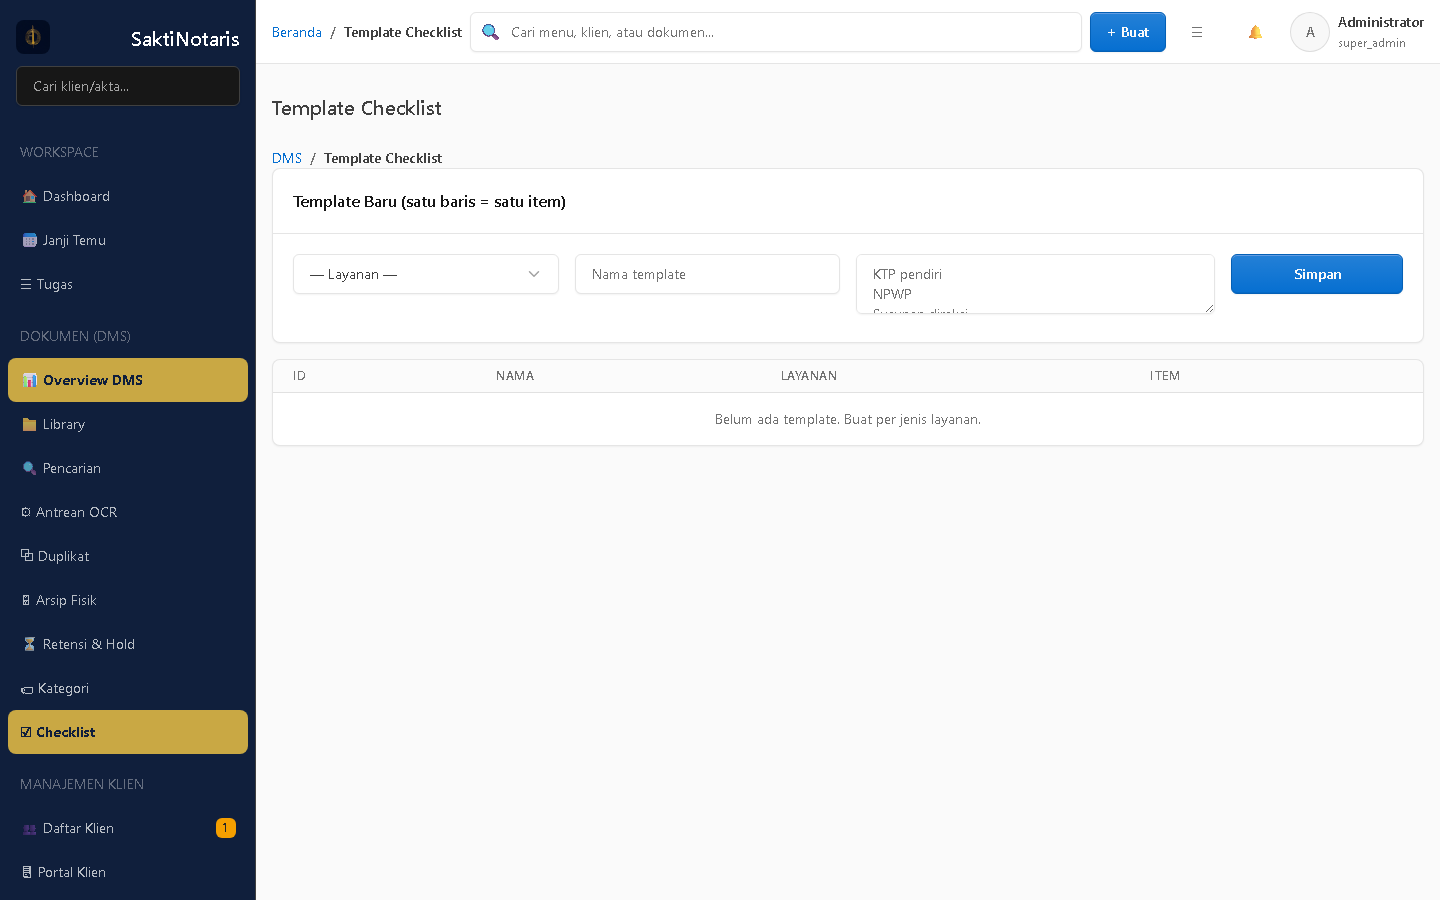 SaktiNotaris
Cari klien/akta...
WORKSPACE
Dashboard
Janji Temu
Tugas
DOKUMEN (DMS)
Overview DMS
Library
Pencarian
Antrean OCR
Duplikat
Arsip Fisik
Retensi & Hold
Kategori
Checklist
MANAJEMEN KLIEN
Daftar Klien 1
Portal Klien
Beranda / Template Checklist
Cari menu, klien, atau dokumen...
+ Buat
A
Administrator
super_admin
Template Checklist
DMS / Template Checklist
Template Baru (satu baris = satu item)
— Layanan —
Nama template
KTP pendiri
NPWP
Susunan direksi
Simpan
ID NAMA LAYANAN ITEM
Belum ada template. Buat per jenis layanan.